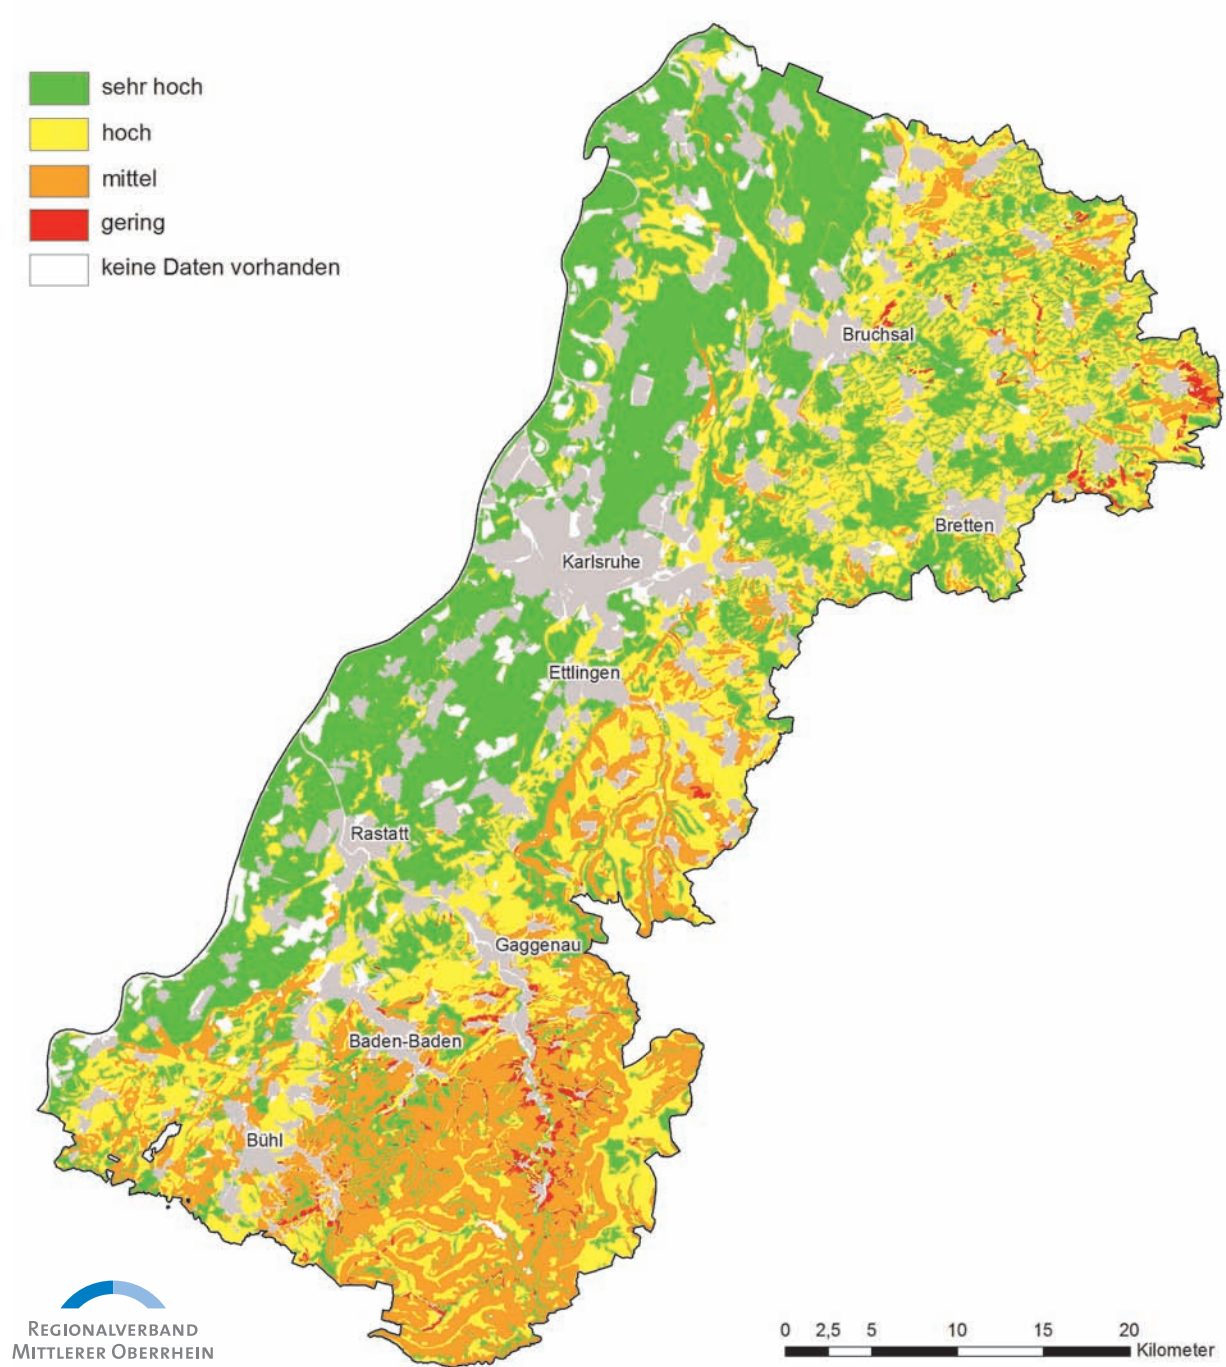 sehr hoch
hoch
mittel
gering
keine Daten vorhanden
Bruchsal
Bretten
Karlsruhe
Ettlingen
Rastatt
Gaggenau
Baden-Baden
Bühl
REGIONALVERBAND
MITTLERER OBERRHEIN
0 2,5 5 10 15 20
Kilometer